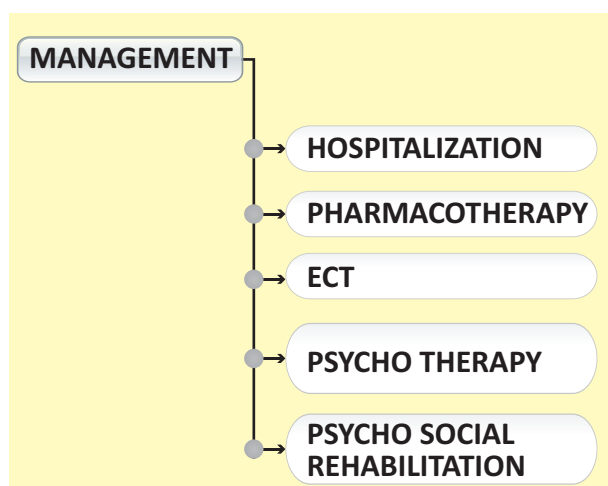 MANAGEMENT
HOSPITALIZATION
PHARMACOTHERAPY
ECT
PSYCHO THERAPY
PSYCHO SOCIAL
REHABILITATION